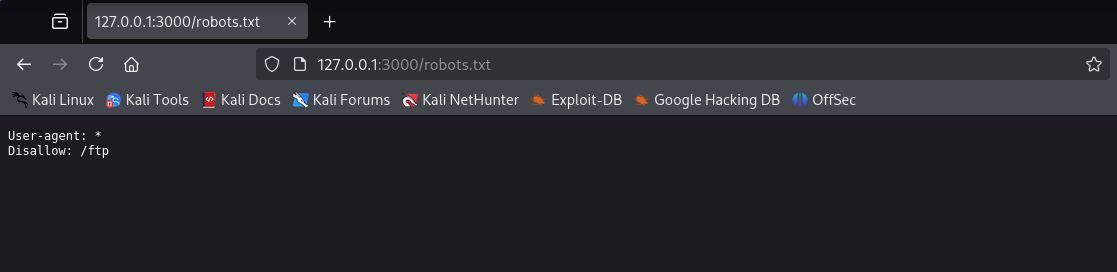 127.0.0.1:3000/robots.txt
127.0.0.1:3000/robots.txt
Kali Linux Kali Tools Kali Docs Kali Forums Kali NetHunter Exploit-DB Google Hacking DB OffSec
User-agent: *
Disallow: /ftp